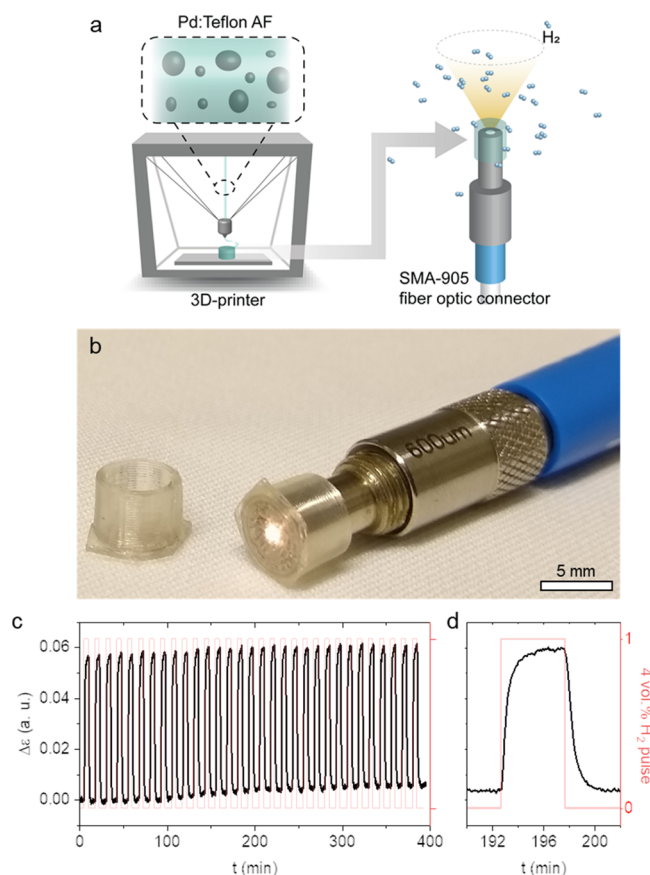 a
Pd:Teflon AF
H₂
3D-printer
SMA-905
fiber optic connector
b
600um
5 mm
c
0.06
0.04
0.02
0.00
Δε (a. u.)
0
100
200
300
400
t (min)
d
1
0
4 vol.% H₂ pulse
192
196
200
t (min)